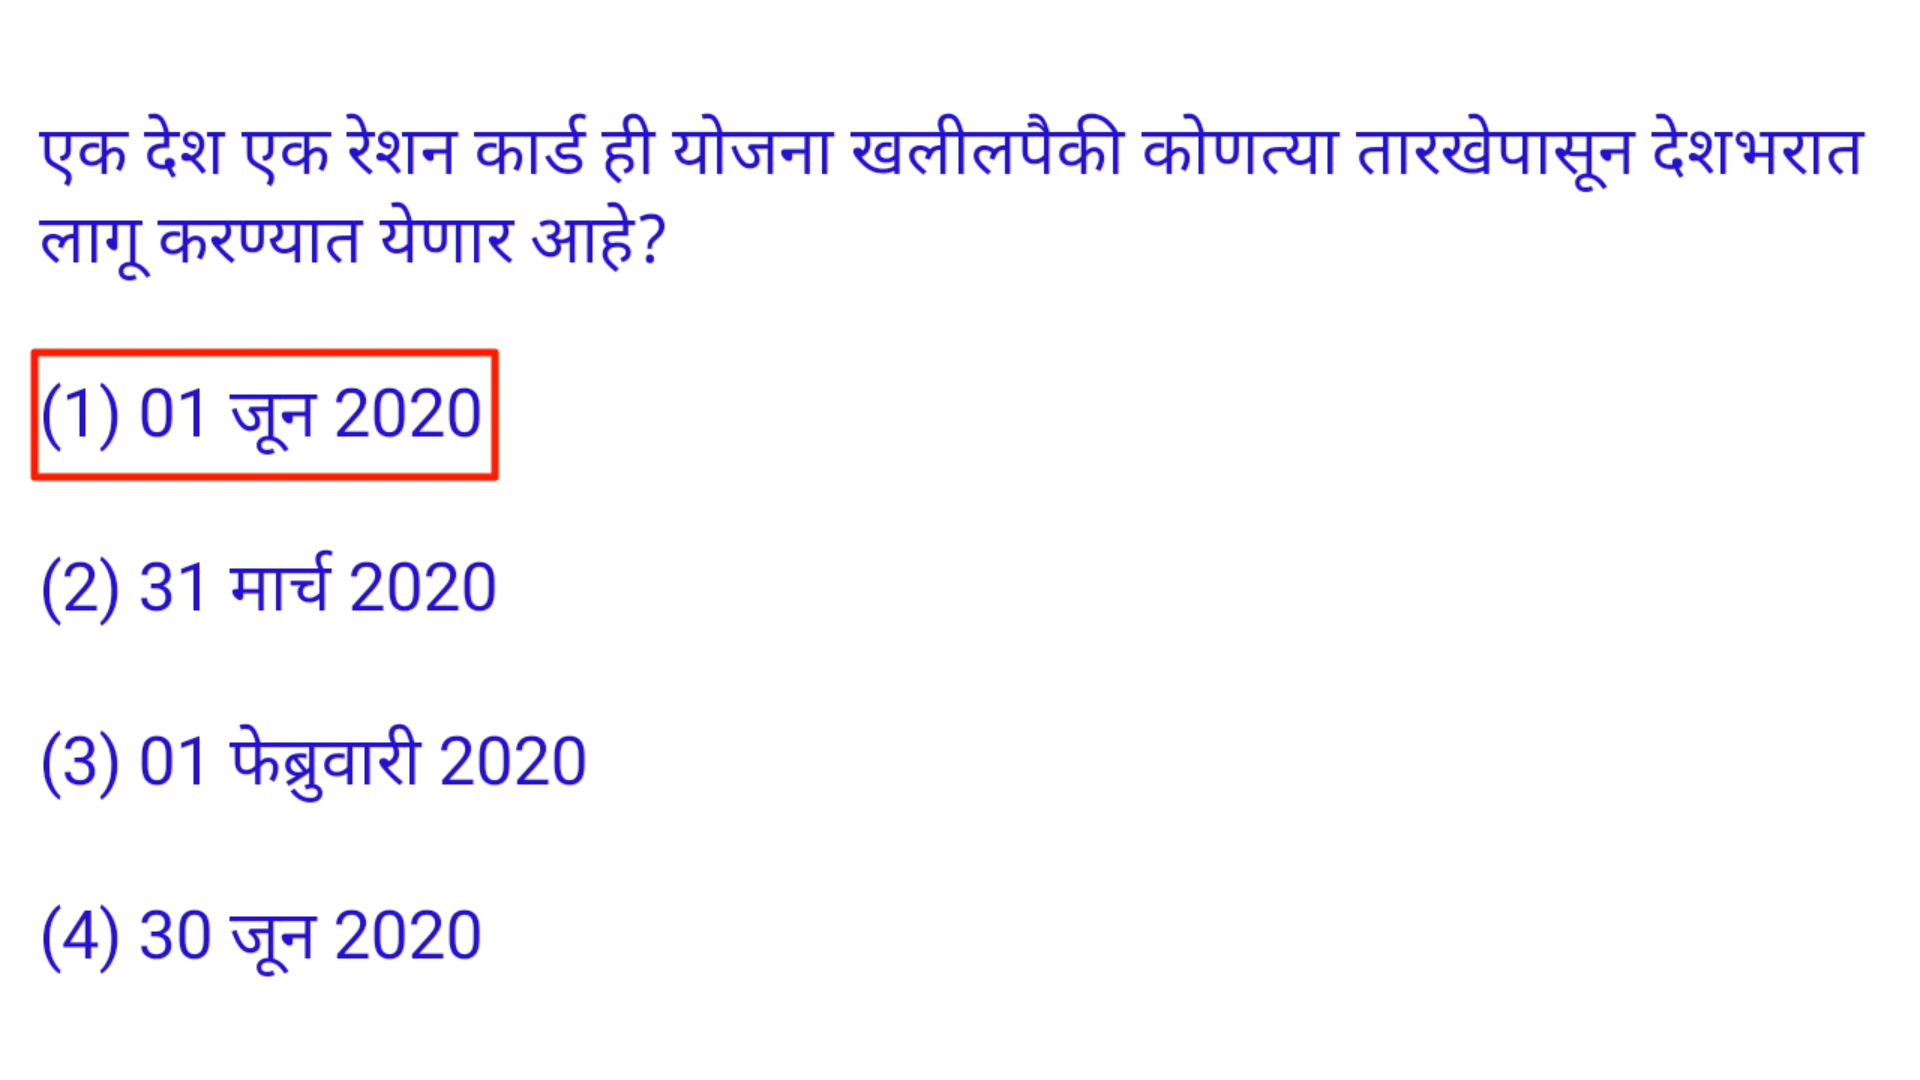 एक देश एक रेशन कार्ड ही योजना खलीलपैकी कोणत्या तारखेपासून देशभरात
लागू करण्यात येणार आहे?
(1) 01 जून 2020
(2) 31 मार्च 2020
(3) 01 फेब्रुवारी 2020
(4) 30 जून 2020